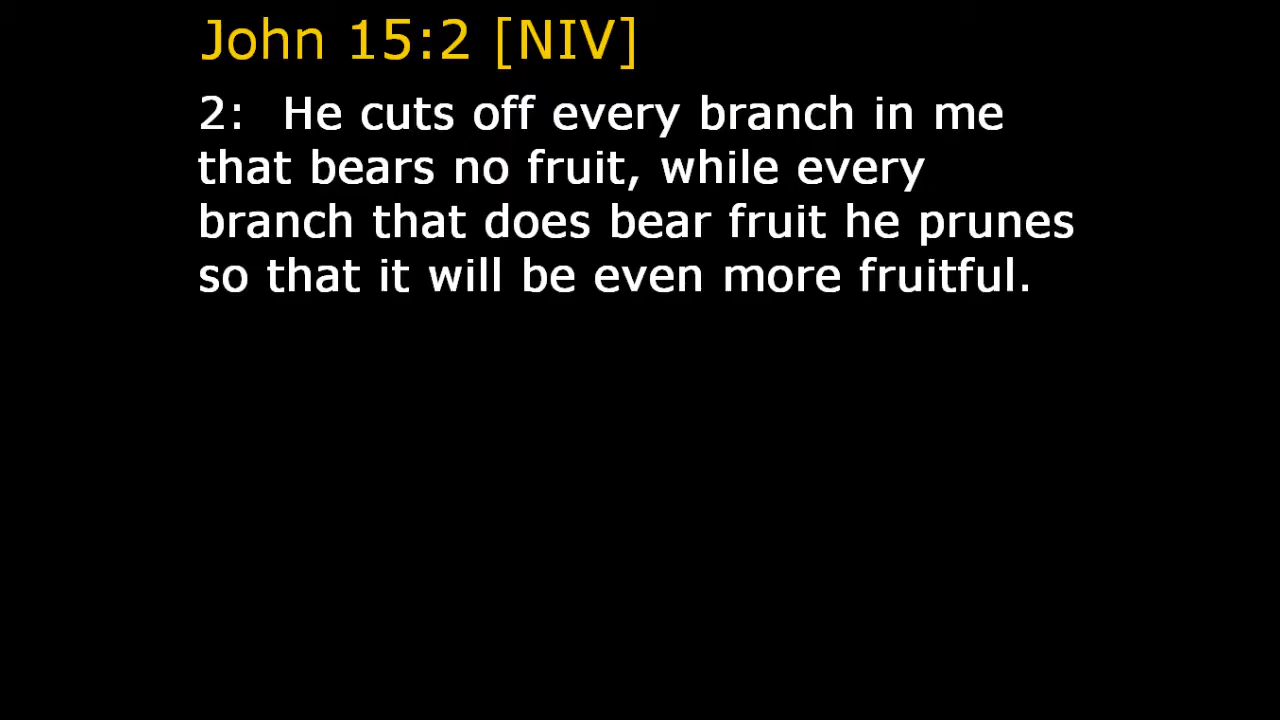 John 15:2 [NIV]
2: He cuts off every branch in me
that bears no fruit, while every
branch that does bear fruit he prunes
so that it will be even more fruitful.